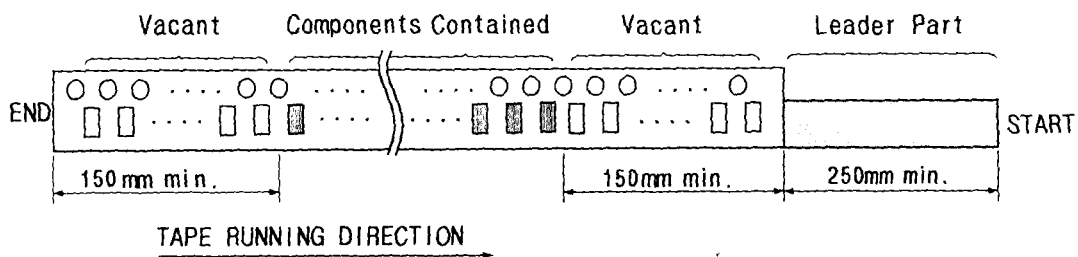 Vacant Components Contained Vacant Leader Part
END START
150mm min. 150mm min. 250mm min.
TAPE RUNNING DIRECTION